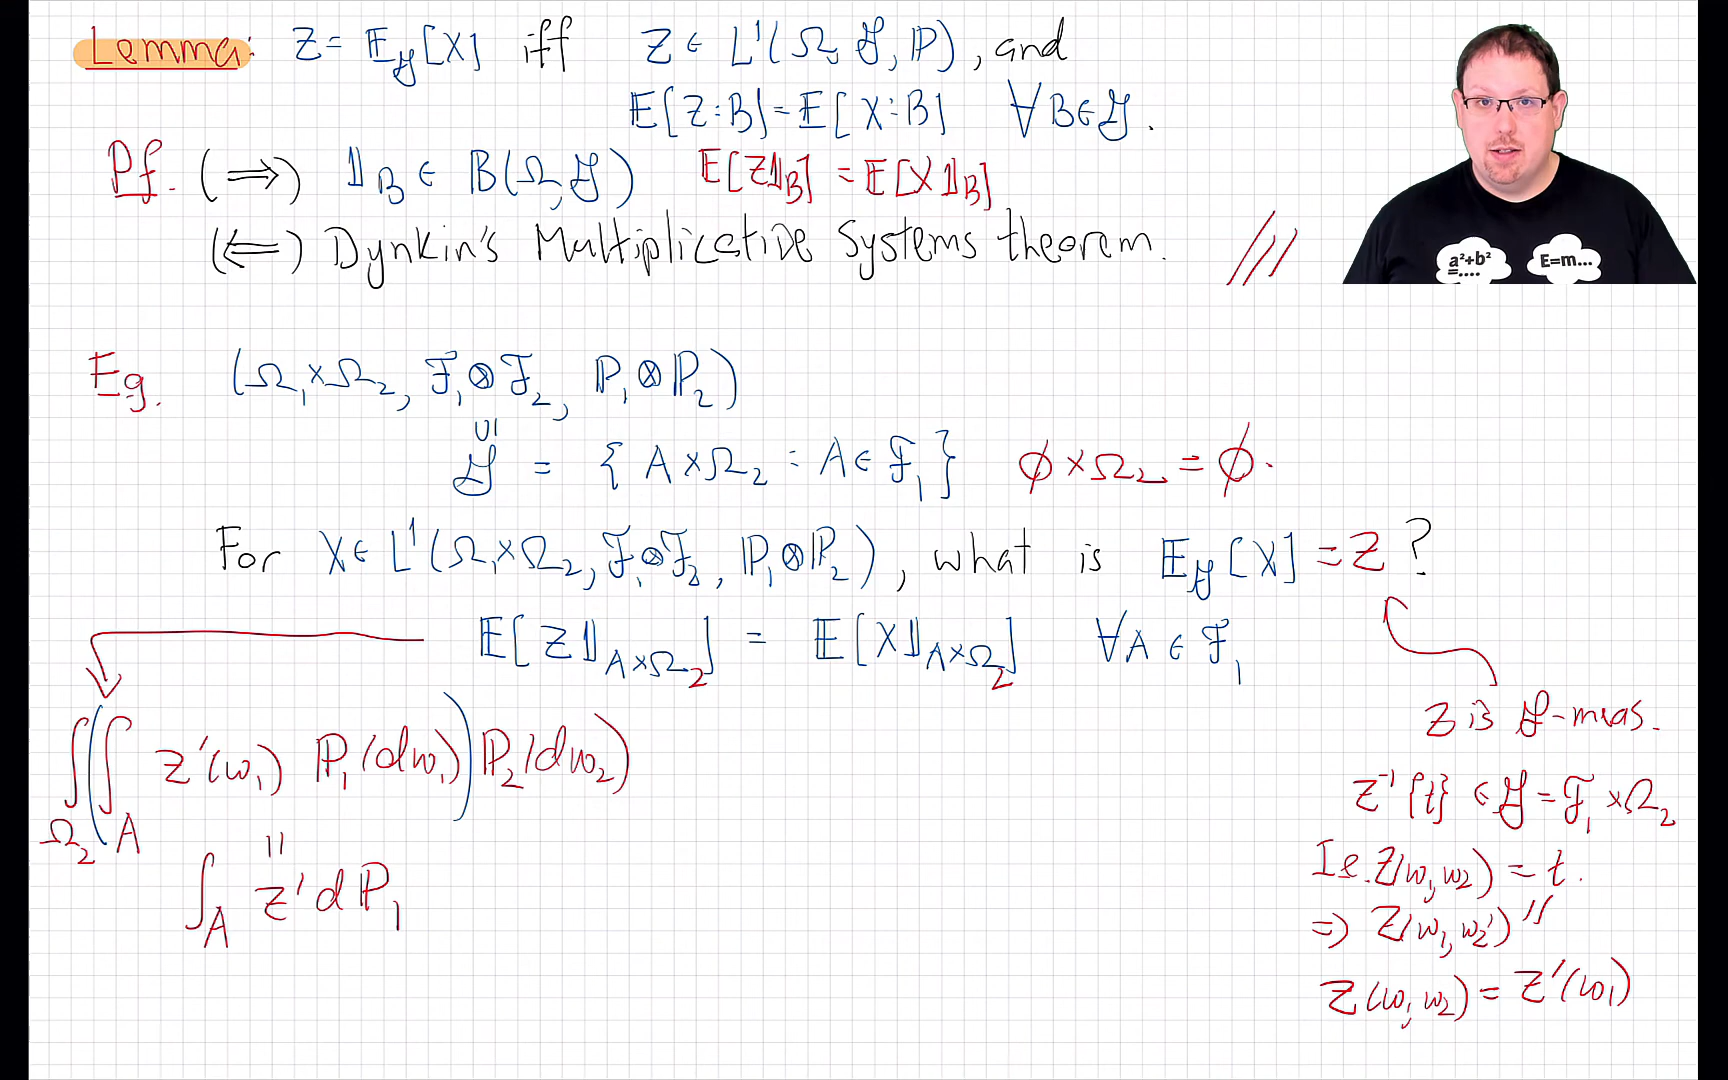 Lemma: Z = 𝔼_𝒢[X] iff Z ∈ L¹(Ω, 𝒢, ℙ), and
𝔼[Z:B] = 𝔼[X:B] ∀B∈𝒢.
Pf. (⟹) 𝟙_B ∈ 𝔹(Ω,𝒢) 𝔼[Z𝟙_B] = 𝔼[X𝟙_B]
(⟸) Dynkin's Multiplicative Systems theorem. ///
a²+b²
=....
E=m...
Eg. (Ω₁×Ω₂, ℱ₁⊗ℱ₂, ℙ₁⊗ℙ₂)
∪|
𝒢 = { A×Ω₂ : A∈ℱ₁ } ∅×Ω₂ = ∅.
For X∈L¹(Ω₁×Ω₂, ℱ₁⊗ℱ₂, ℙ₁⊗ℙ₂), what is 𝔼_𝒢[X] = Z ?
𝔼[Z𝟙_{A×Ω₂}] = 𝔼[X𝟙_{A×Ω₂}] ∀A∈ℱ₁
∫_{Ω₂}(∫_A Z'(ω₁) ℙ₁(dω₁))ℙ₂(dω₂)
||
∫_A Z' dℙ₁
Z is 𝒢-meas.
Z⁻¹{t} ∈ 𝒢 = ℱ₁×Ω₂
I.e. Z(ω₁,ω₂) = t.
⇒ Z(ω₁,ω₂') "
Z(ω₁,ω₂) = Z'(ω₁)